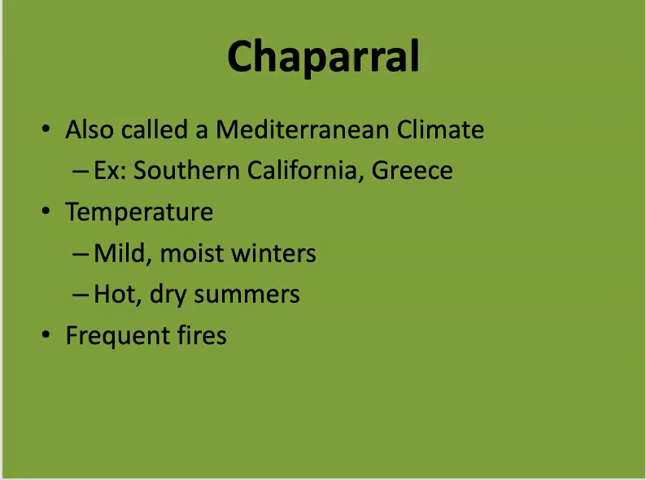 Chaparral
• Also called a Mediterranean Climate
–Ex: Southern California, Greece
• Temperature
–Mild, moist winters
–Hot, dry summers
• Frequent fires